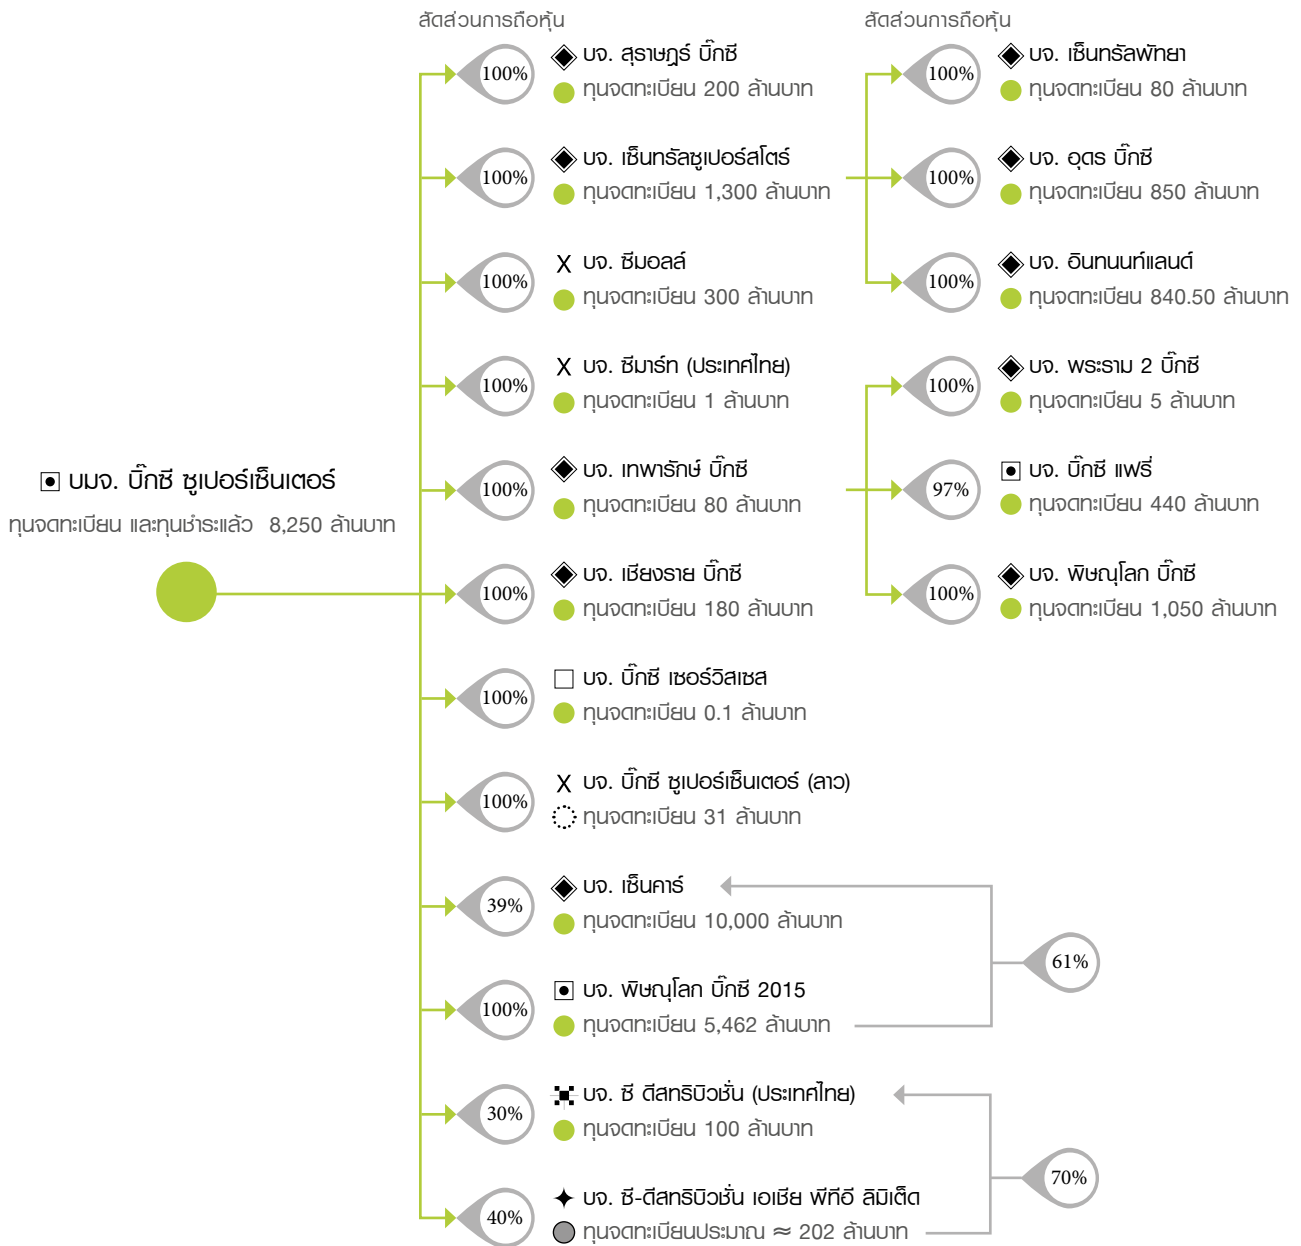 สัดส่วนการถือหุ้น
สัดส่วนการถือหุ้น
บมจ. บิ๊กซี ซูเปอร์เซ็นเตอร์
ทุนจดทะเบียน และทุนชำระแล้ว 8,250 ล้านบาท
100%
บจ. สุราษฎร์ บิ๊กซี
ทุนจดทะเบียน 200 ล้านบาท
100%
บจ. เซ็นทรัลซูเปอร์สโตร์
ทุนจดทะเบียน 1,300 ล้านบาท
100%
X บจ. ซีมอลล์
ทุนจดทะเบียน 300 ล้านบาท
100%
X บจ. ซีมาร์ท (ประเทศไทย)
ทุนจดทะเบียน 1 ล้านบาท
100%
บจ. เทพารักษ์ บิ๊กซี
ทุนจดทะเบียน 80 ล้านบาท
100%
บจ. เชียงราย บิ๊กซี
ทุนจดทะเบียน 180 ล้านบาท
100%
บจ. บิ๊กซี เซอร์วิสเซส
ทุนจดทะเบียน 0.1 ล้านบาท
100%
X บจ. บิ๊กซี ซูเปอร์เซ็นเตอร์ (ลาว)
ทุนจดทะเบียน 31 ล้านบาท
39%
บจ. เซ็นคาร์
ทุนจดทะเบียน 10,000 ล้านบาท
100%
บจ. พิษณุโลก บิ๊กซี 2015
ทุนจดทะเบียน 5,462 ล้านบาท
30%
บจ. ซี ดีสทริบิวชั่น (ประเทศไทย)
ทุนจดทะเบียน 100 ล้านบาท
40%
บจ. ซี-ดีสทริบิวชั่น เอเชีย พีทีอี ลิมิเต็ด
ทุนจดทะเบียนประมาณ ≈ 202 ล้านบาท
100%
บจ. เซ็นทรัลพัทยา
ทุนจดทะเบียน 80 ล้านบาท
100%
บจ. อุดร บิ๊กซี
ทุนจดทะเบียน 850 ล้านบาท
100%
บจ. อินทนนท์แลนด์
ทุนจดทะเบียน 840.50 ล้านบาท
100%
บจ. พระราม 2 บิ๊กซี
ทุนจดทะเบียน 5 ล้านบาท
97%
บจ. บิ๊กซี แฟรี่
ทุนจดทะเบียน 440 ล้านบาท
100%
บจ. พิษณุโลก บิ๊กซี
ทุนจดทะเบียน 1,050 ล้านบาท
61%
70%